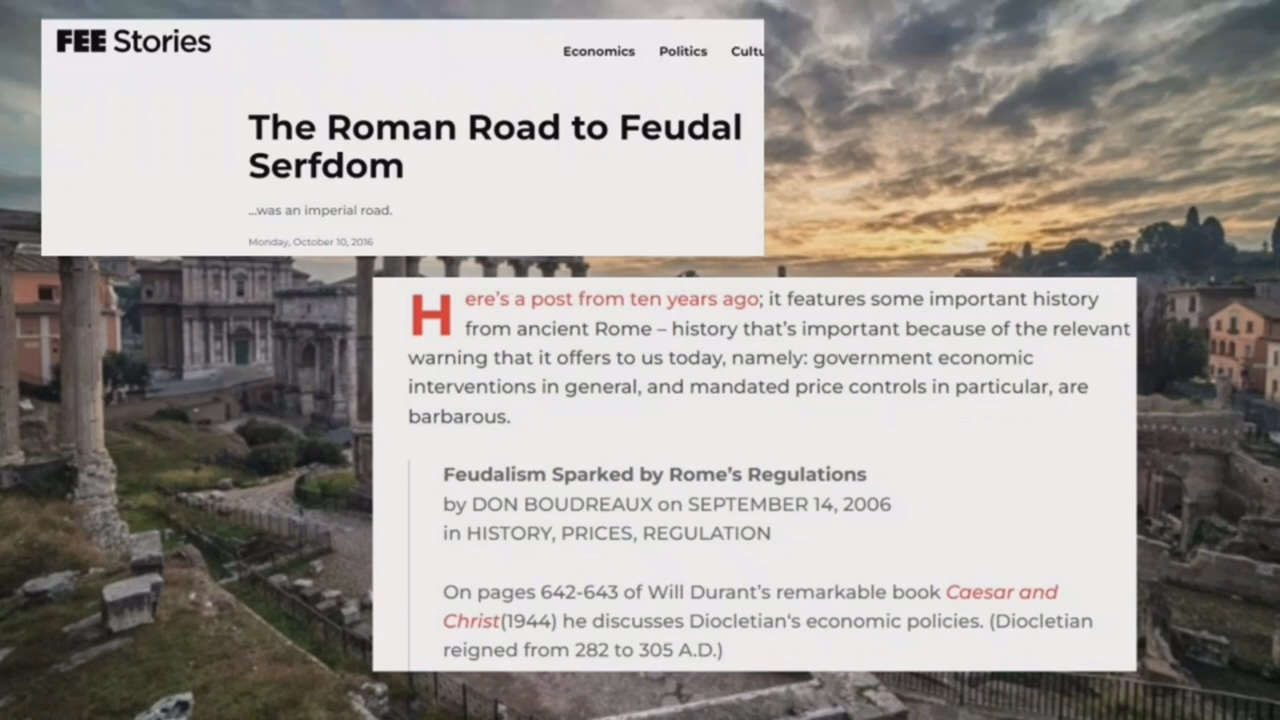 FEE Stories
Economics Politics Cultu
The Roman Road to Feudal
Serfdom
...was an imperial road.
Monday, October 10, 2016
Here's a post from ten years ago; it features some important history
from ancient Rome – history that's important because of the relevant
warning that it offers to us today, namely: government economic
interventions in general, and mandated price controls in particular, are
barbarous.
Feudalism Sparked by Rome's Regulations
by DON BOUDREAUX on SEPTEMBER 14, 2006
in HISTORY, PRICES, REGULATION
On pages 642-643 of Will Durant's remarkable book Caesar and
Christ(1944) he discusses Diocletian's economic policies. (Diocletian
reigned from 282 to 305 A.D.)